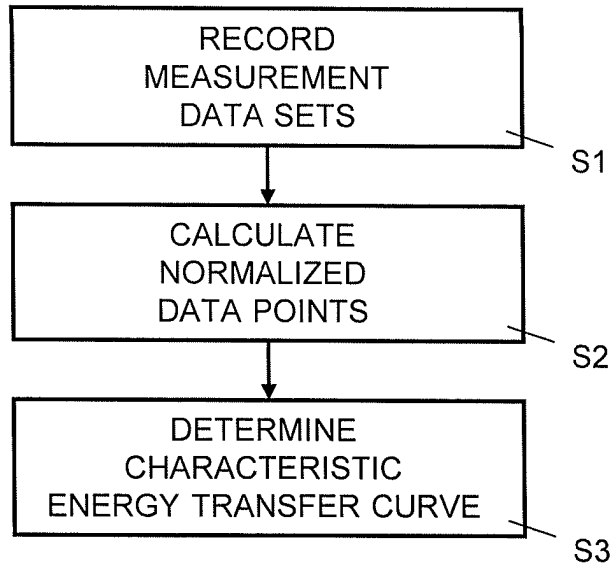 RECORD
MEASUREMENT
DATA SETS
S1
CALCULATE
NORMALIZED
DATA POINTS
S2
DETERMINE
CHARACTERISTIC
ENERGY TRANSFER CURVE
S3